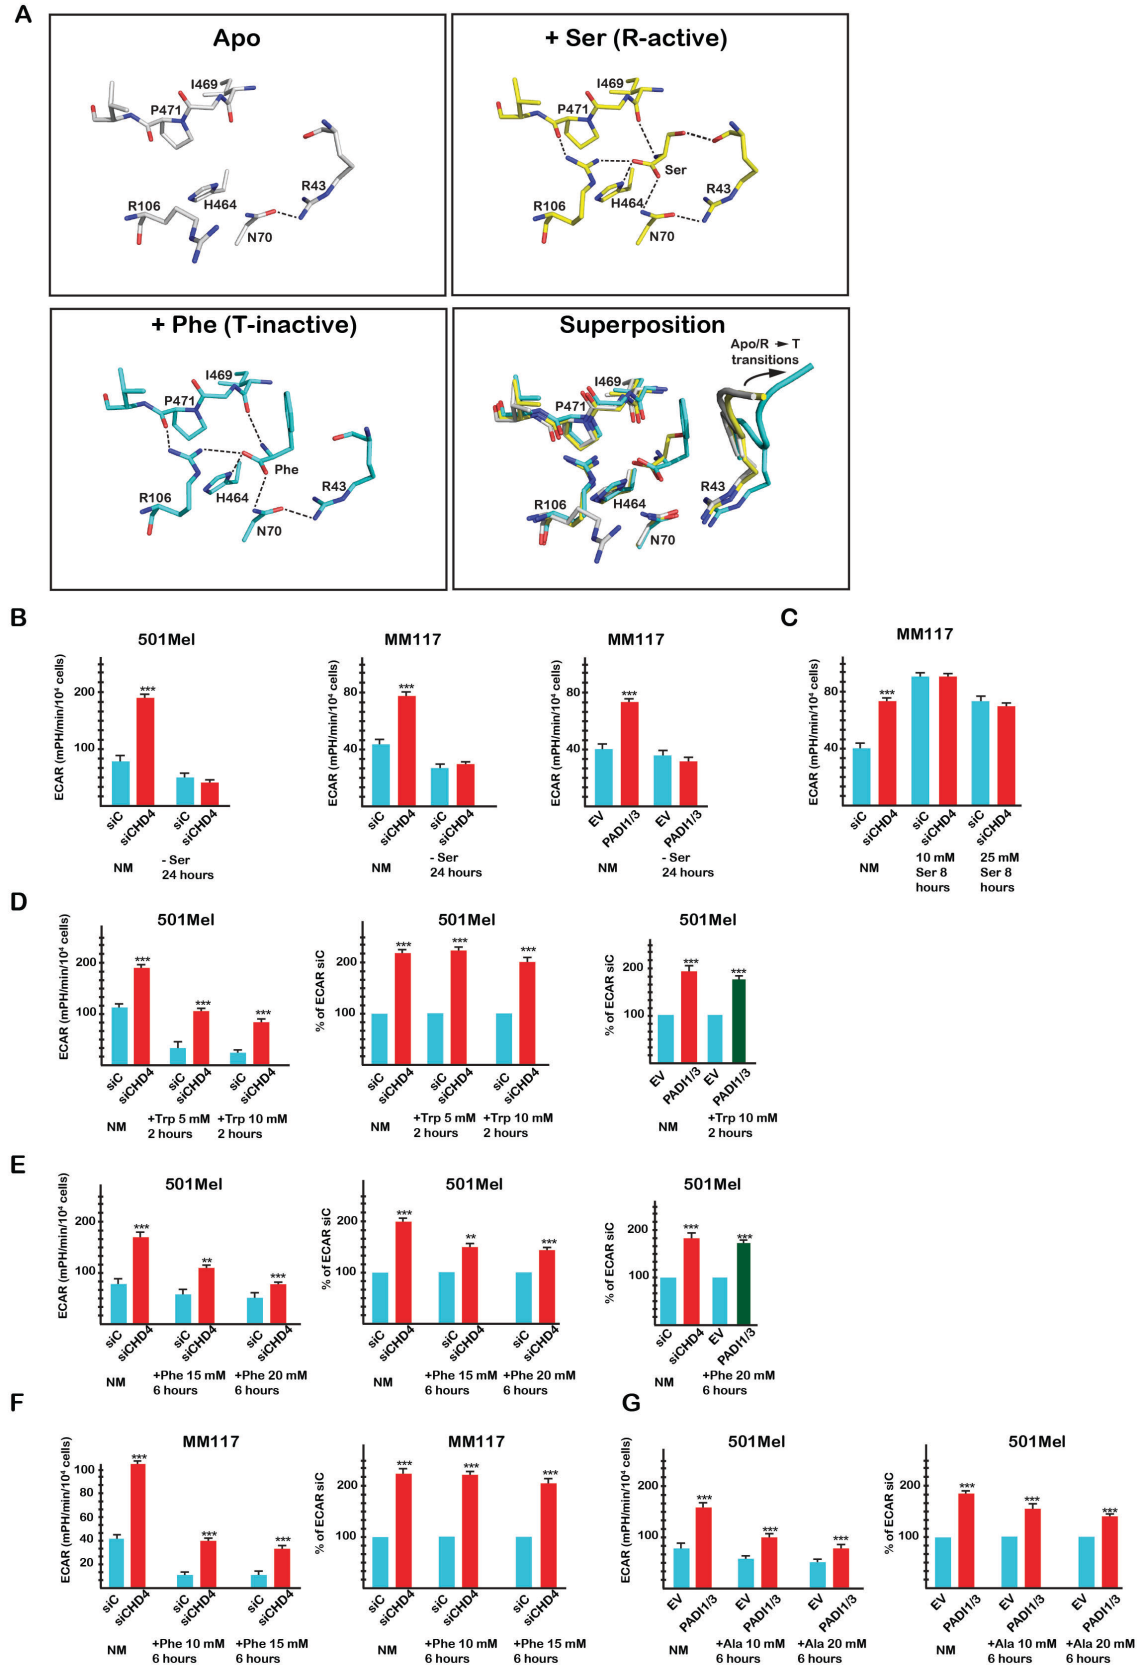 A
Apo
I469
P471
R43
R106
H464
N70
+ Ser (R-active)
I469
P471
Ser
R43
R106
H464
N70
+ Phe (T-inactive)
I469
P471
Phe
R43
R106
H464
N70
Superposition
Apo/R → T
transitions
I469
P471
R43
R106
H464
N70
B
501Mel
ECAR (mPH/min/10⁴ cells)
200
100
***
siC
siCHD4
siC
siCHD4
NM
- Ser
24 hours
MM117
ECAR (mPH/min/10⁴ cells)
80
40
***
siC
siCHD4
siC
siCHD4
NM
- Ser
24 hours
MM117
ECAR (mPH/min/10⁴ cells)
80
40
***
EV
PADI1/3
EV
PADI1/3
NM
- Ser
24 hours
C
MM117
ECAR (mPH/min/10⁴ cells)
80
40
***
siC
siCHD4
siC
siCHD4
siC
siCHD4
NM
10 mM
Ser 8
hours
25 mM
Ser 8
hours
D
501Mel
ECAR (mPH/min/10⁴ cells)
200
100
***
***
***
siC
siCHD4
siC
siCHD4
siC
siCHD4
NM
+Trp 5 mM
2 hours
+Trp 10 mM
2 hours
501Mel
% of ECAR siC
200
100
***
***
***
siC
siCHD4
siC
siCHD4
siC
siCHD4
NM
+Trp 5 mM
2 hours
+Trp 10 mM
2 hours
501Mel
% of ECAR siC
200
100
***
***
EV
PADI1/3
EV
PADI1/3
NM
+Trp 10 mM
2 hours
E
501Mel
ECAR (mPH/min/10⁴ cells)
200
100
***
**
***
siC
siCHD4
siC
siCHD4
siC
siCHD4
NM
+Phe 15 mM
6 hours
+Phe 20 mM
6 hours
501Mel
% of ECAR siC
200
100
***
**
***
siC
siCHD4
siC
siCHD4
siC
siCHD4
NM
+Phe 15 mM
6 hours
+Phe 20 mM
6 hours
501Mel
% of ECAR siC
200
100
***
***
siC
siCHD4
EV
PADI1/3
NM
+Phe 20 mM
6 hours
F
MM117
ECAR (mPH/min/10⁴ cells)
100
80
60
40
20
***
***
***
siC
siCHD4
siC
siCHD4
siC
siCHD4
NM
+Phe 10 mM
6 hours
+Phe 15 mM
6 hours
MM117
% of ECAR siC
200
100
***
***
***
siC
siCHD4
siC
siCHD4
siC
siCHD4
NM
+Phe 10 mM
6 hours
+Phe 15 mM
6 hours
G
501Mel
ECAR (mPH/min/10⁴ cells)
200
100
***
***
***
EV
PADI1/3
EV
PADI1/3
EV
PADI1/3
NM
+Ala 10 mM
6 hours
+Ala 20 mM
6 hours
501Mel
% of ECAR siC
200
100
***
***
***
EV
PADI1/3
EV
PADI1/3
EV
PADI1/3
NM
+Ala 10 mM
6 hours
+Ala 20 mM
6 hours